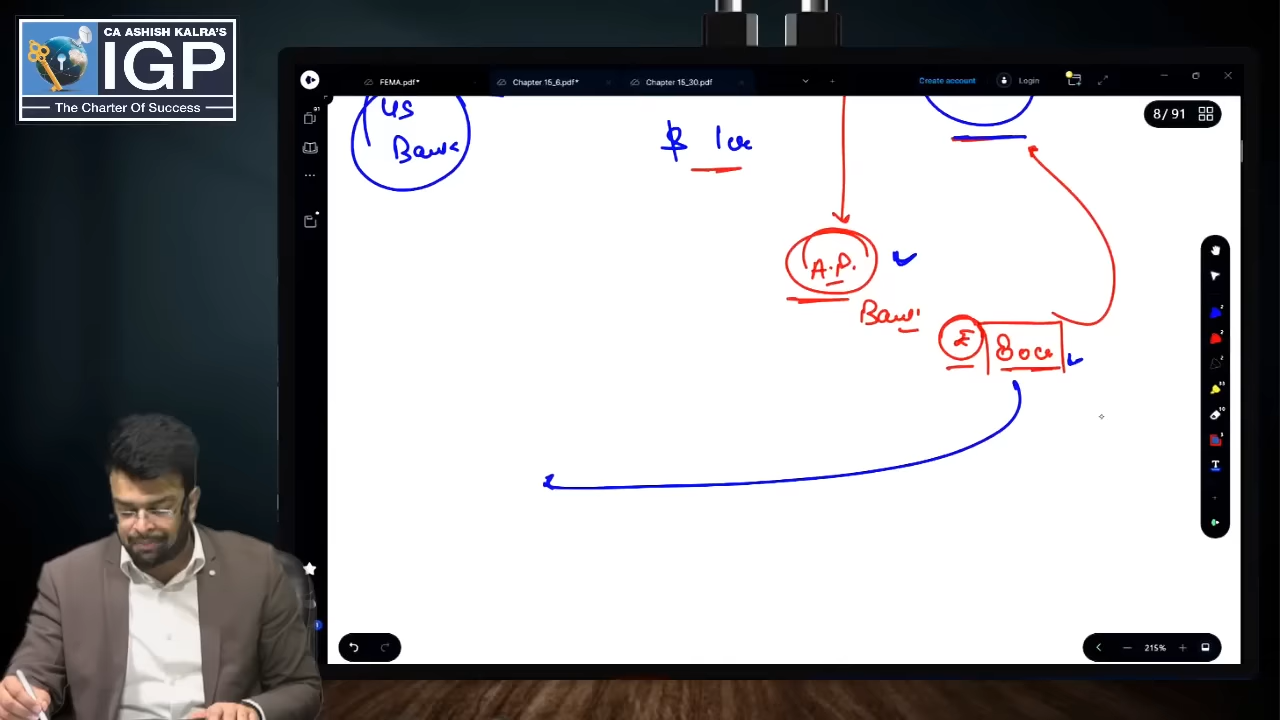 CA ASHISH KALRA'S
IGP
The Charter Of Success
FEMA.pdf*
Chapter 15_6.pdf*
Chapter 15_30.pdf
Create account
Login
91
8/ 91
US
Bank
$ 1cr
A.P.
Bank
80cr
215%